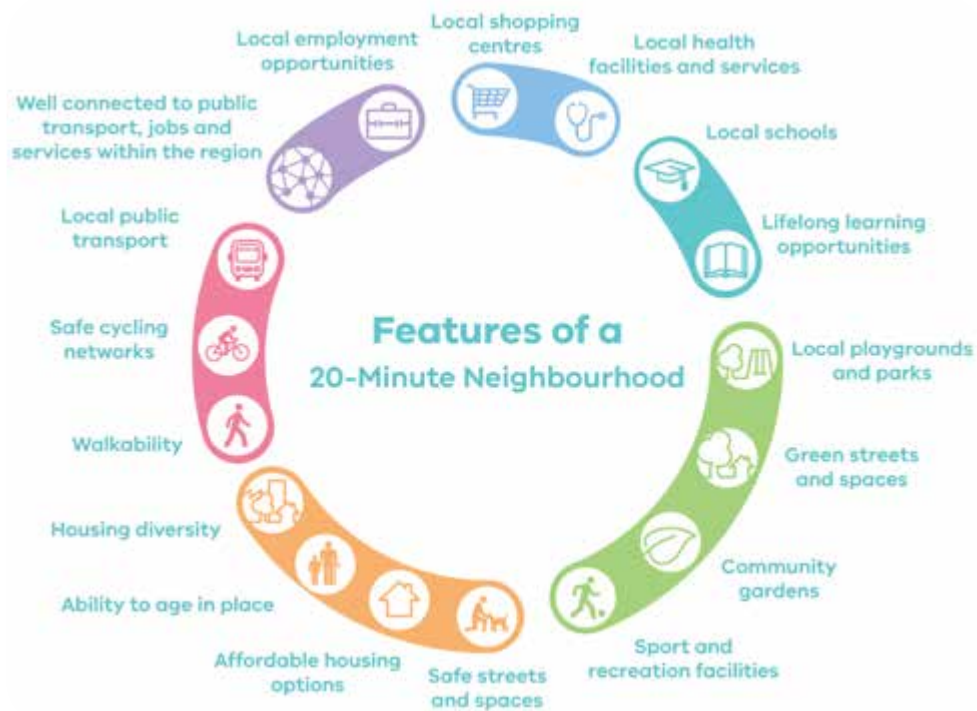 Features of a
20-Minute Neighbourhood
Local shopping
centres
Local health
facilities and services
Local schools
Lifelong learning
opportunities
Local playgrounds
and parks
Green streets
and spaces
Community
gardens
Sport and
recreation facilities
Safe streets
and spaces
Affordable housing
options
Ability to age in place
Housing diversity
Walkability
Safe cycling
networks
Local public
transport
Well connected to public
transport, jobs and
services within the region
Local employment
opportunities